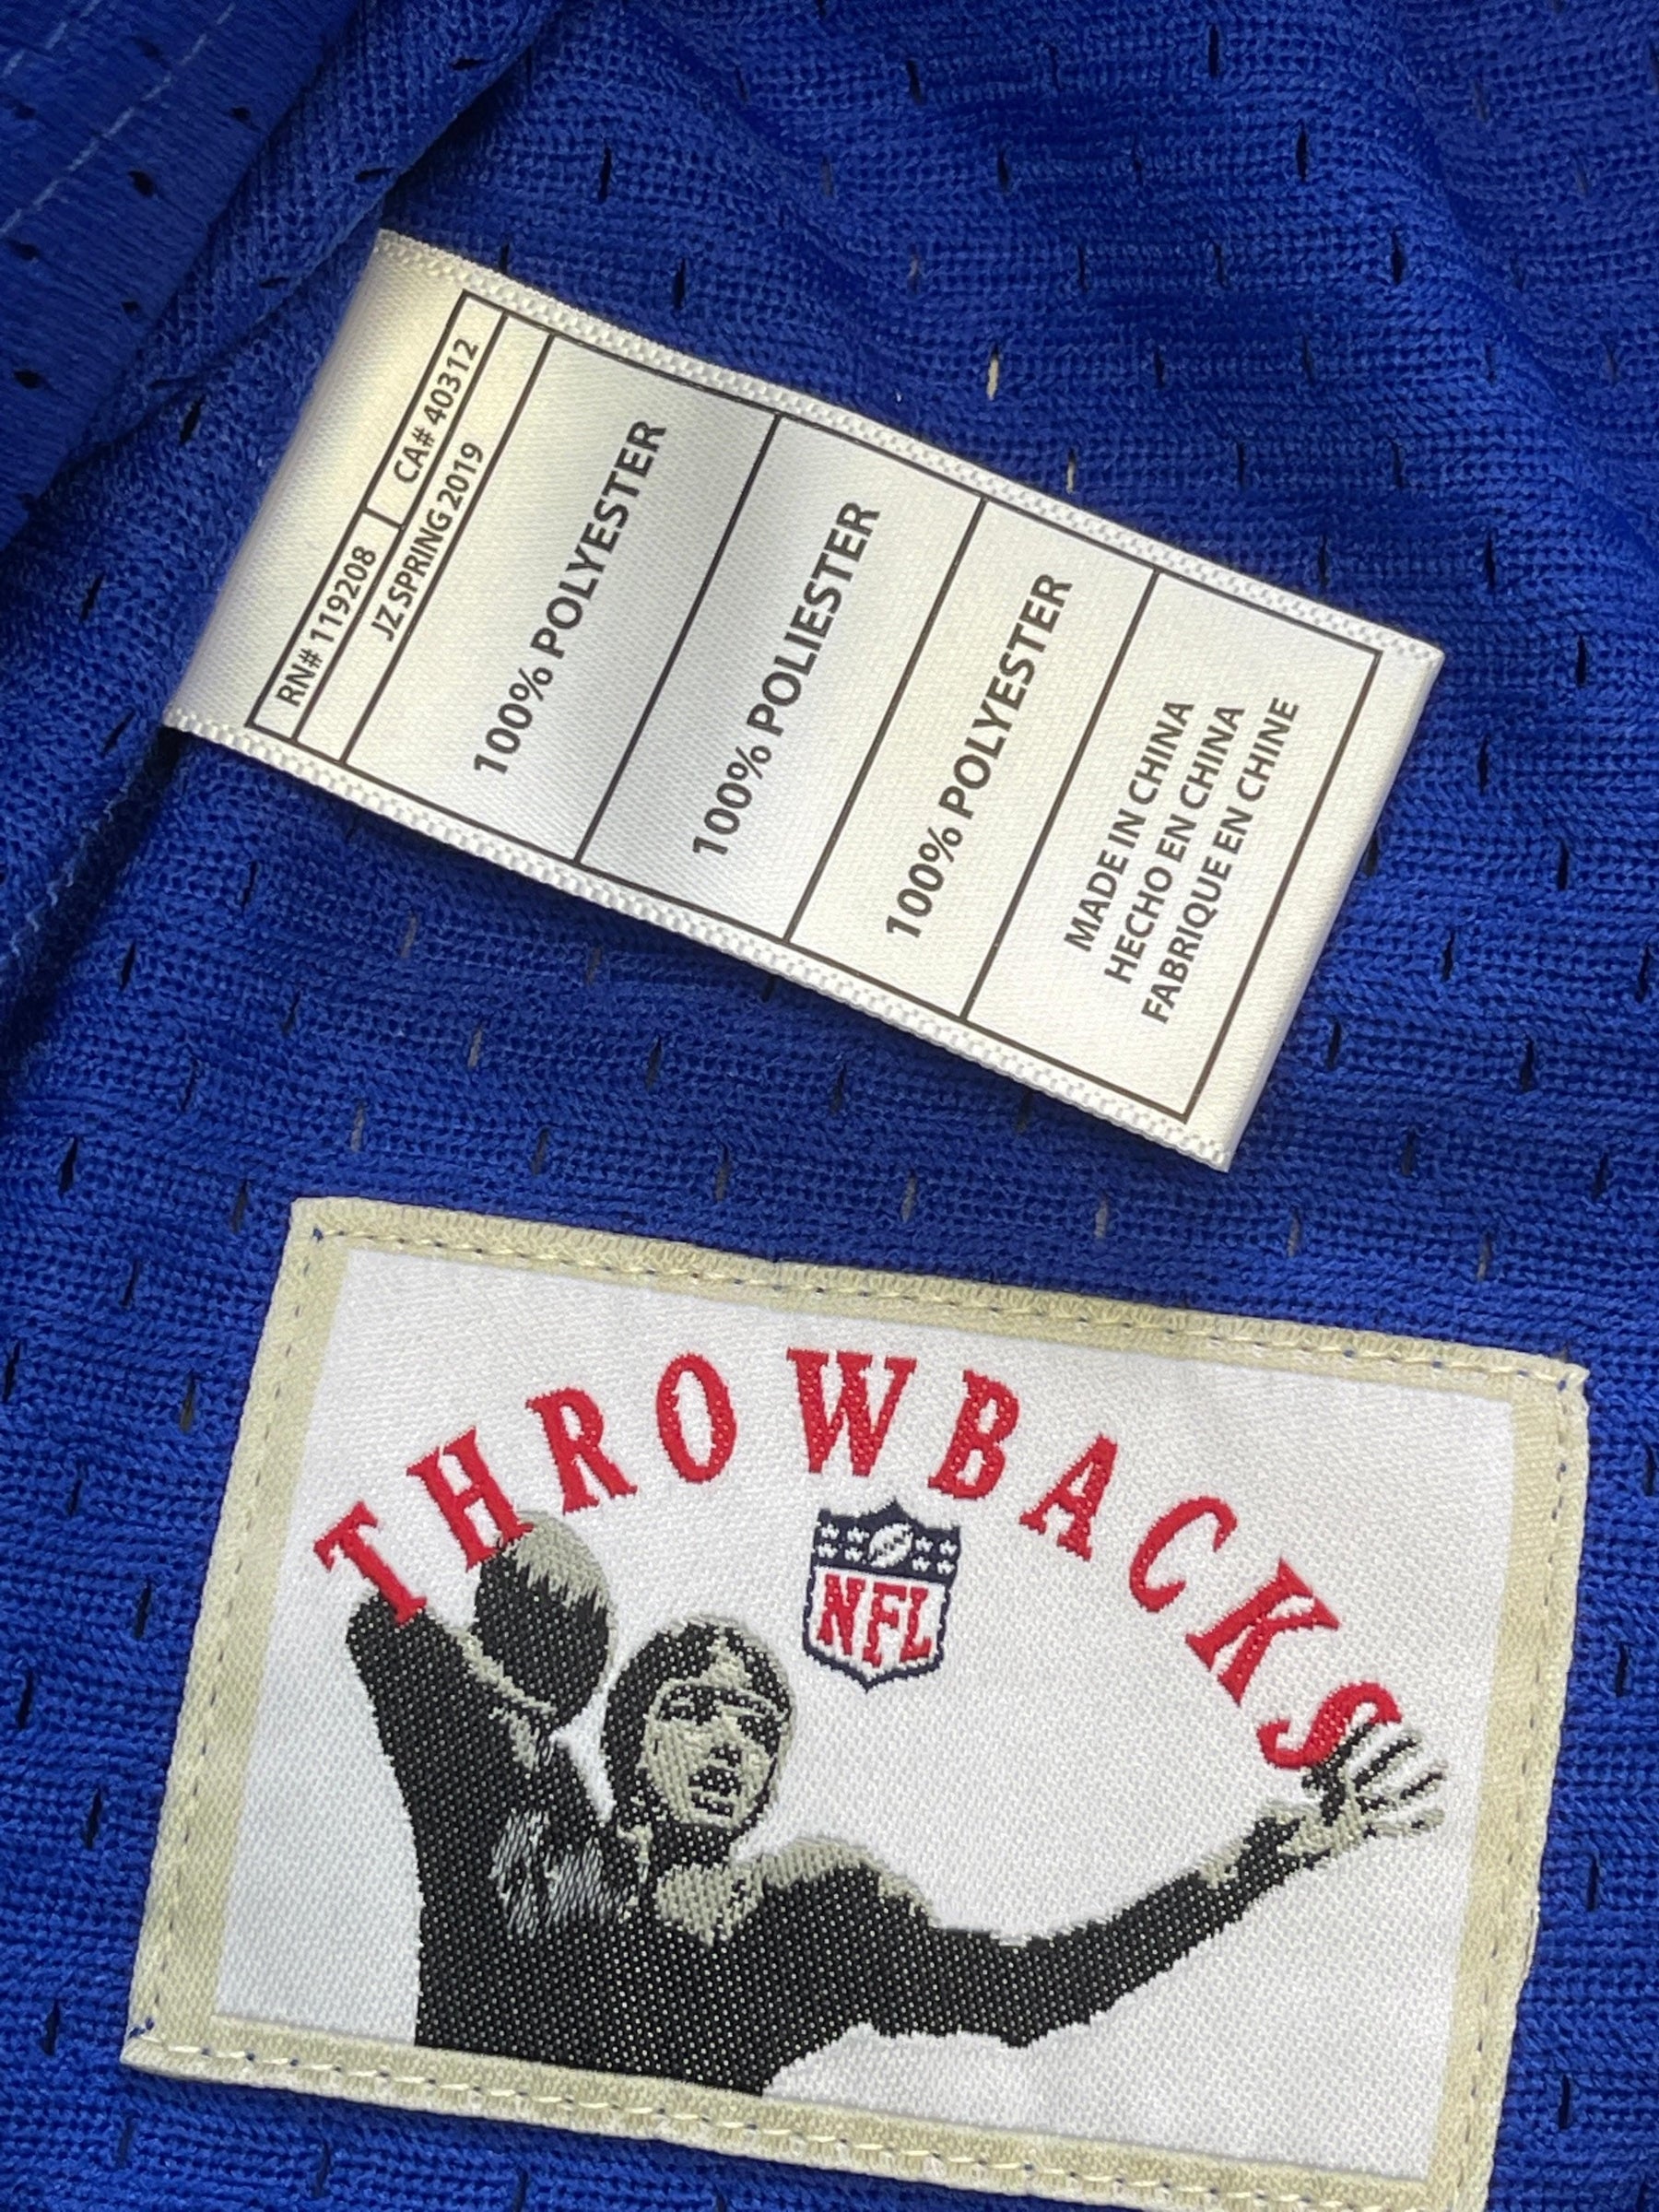 RN# 119208 CA# 40312
JZ SPRING 2019
100% POLYESTER
100% POLIESTER
100% POLYESTER
MADE IN CHINA
HECHO EN CHINA
FABRIQUE EN CHINE
THROWBACKS
NFL